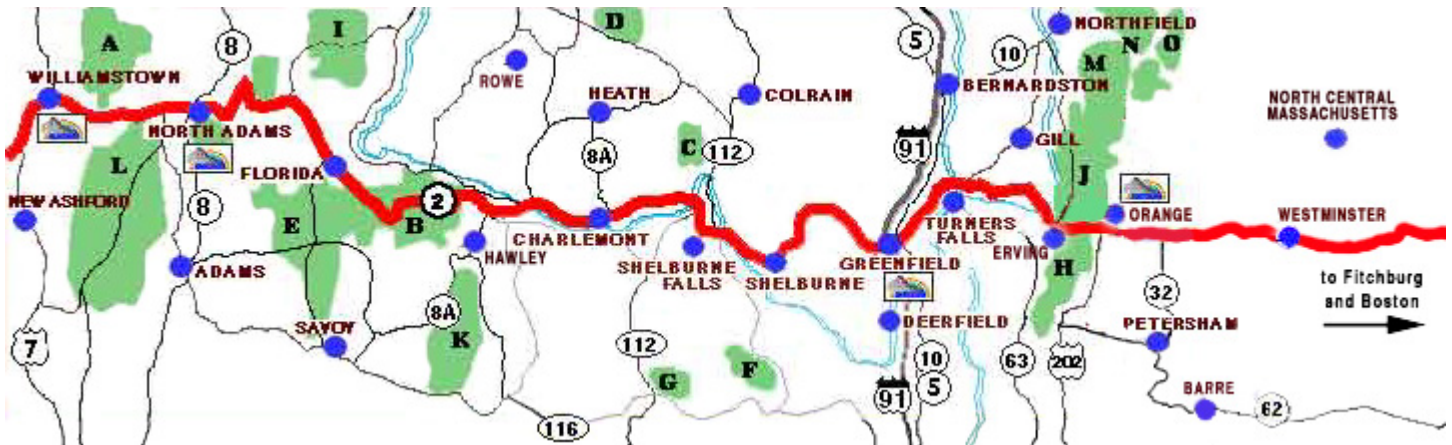 NORTHFIELD
8
I
D
5
10
N O
A
M
WILLIAMSTOWN
ROWE
HEATH
COLRAIN
BERNARDSTON
NORTH CENTRAL
MASSACHUSETTS
NORTH ADAMS
GILL
C
112
91
8A
L
FLORIDA
J
NEW ASHFORD
8
E
B
2
TURNERS
FALLS
ORANGE
WESTMINSTER
CHARLEMONT
HAWLEY
SHELBURNE
FALLS
SHELBURNE
GREENFIELD
ERVING
H
ADAMS
to Fitchburg
and Boston
32
8A
SAVOY
DEERFIELD
PETERSHAM
7
K
112
10
5
63
202
G
F
91
BARRE
62
116